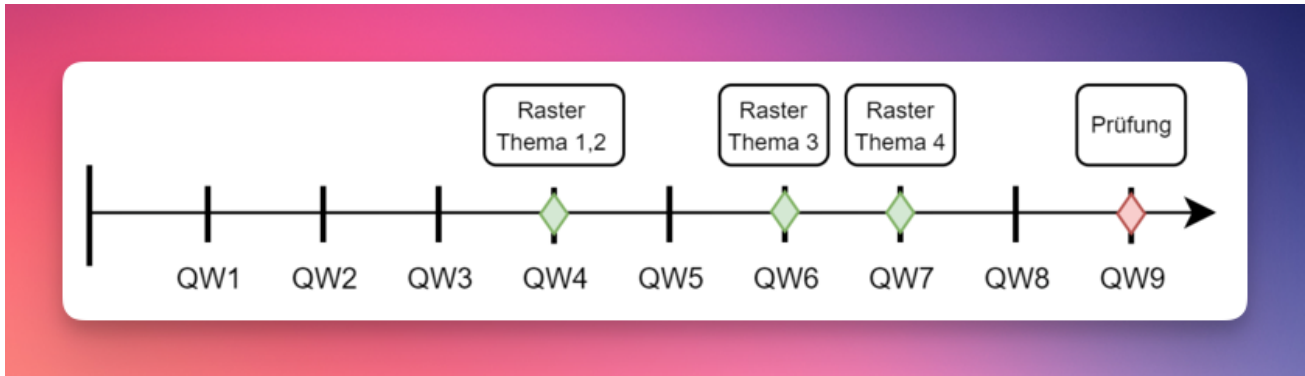 Raster
Thema 1,2
Raster
Thema 3
Raster
Thema 4
Prüfung
QW1
QW2
QW3
QW4
QW5
QW6
QW7
QW8
QW9